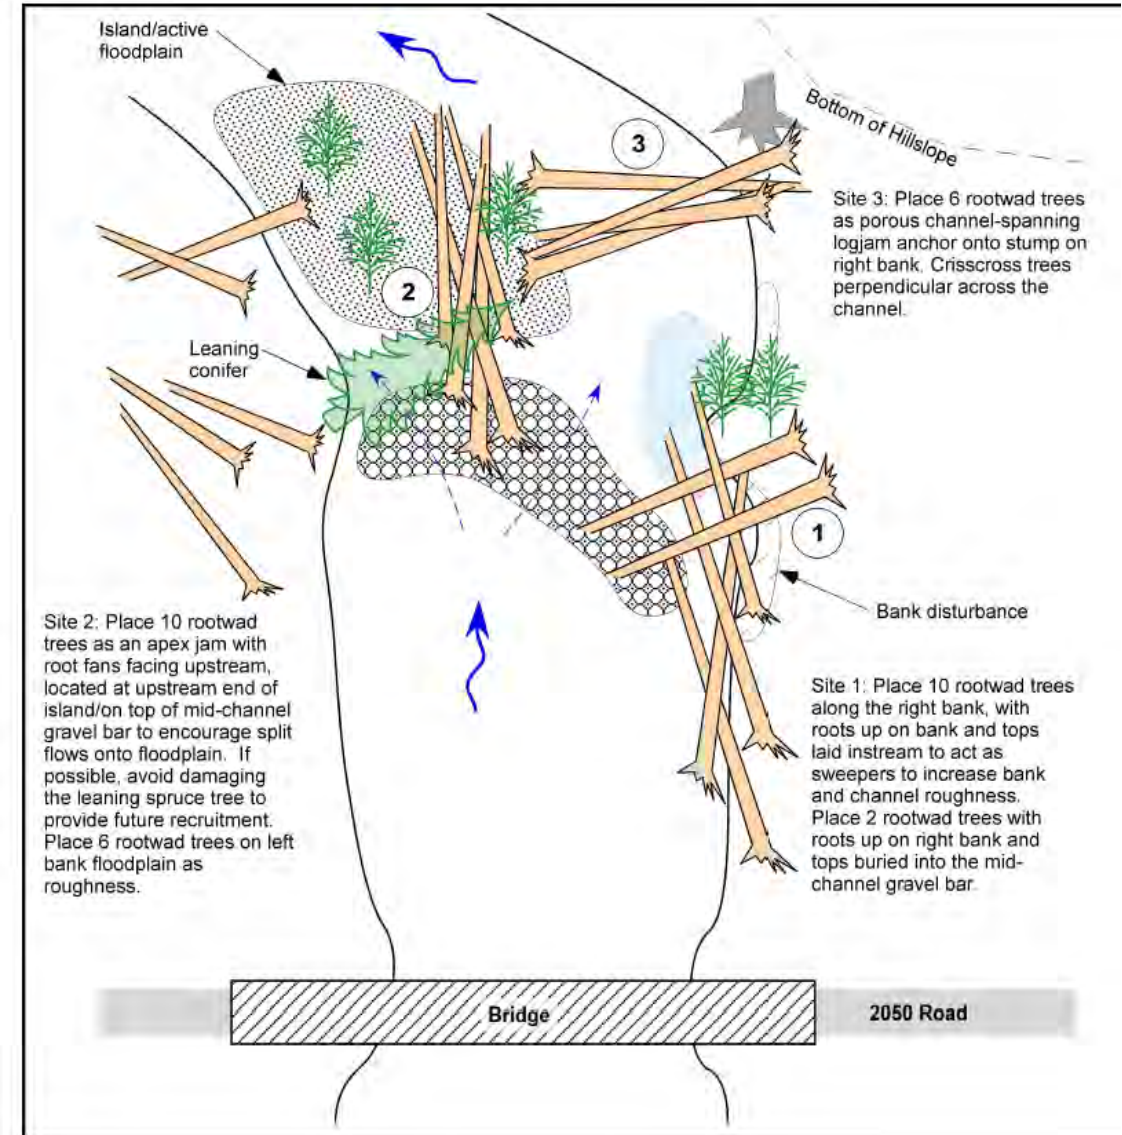 Island/active
floodplain
Bottom of Hillslope
3
Site 3: Place 6 rootwad trees
as porous channel-spanning
logjam anchor onto stump on
right bank. Crisscross trees
perpendicular across the
channel.
2
Leaning
conifer
1
Bank disturbance
Site 2: Place 10 rootwad
trees as an apex jam with
root fans facing upstream,
located at upstream end of
island/on top of mid-channel
gravel bar to encourage split
flows onto floodplain. If
possible, avoid damaging
the leaning spruce tree to
provide future recruitment.
Place 6 rootwad trees on left
bank floodplain as
roughness.
Site 1: Place 10 rootwad trees
along the right bank, with
roots up on bank and tops
laid instream to act as
sweepers to increase bank
and channel roughness.
Place 2 rootwad trees with
roots up on right bank and
tops buried into the mid-
channel gravel bar.
Bridge
2050 Road